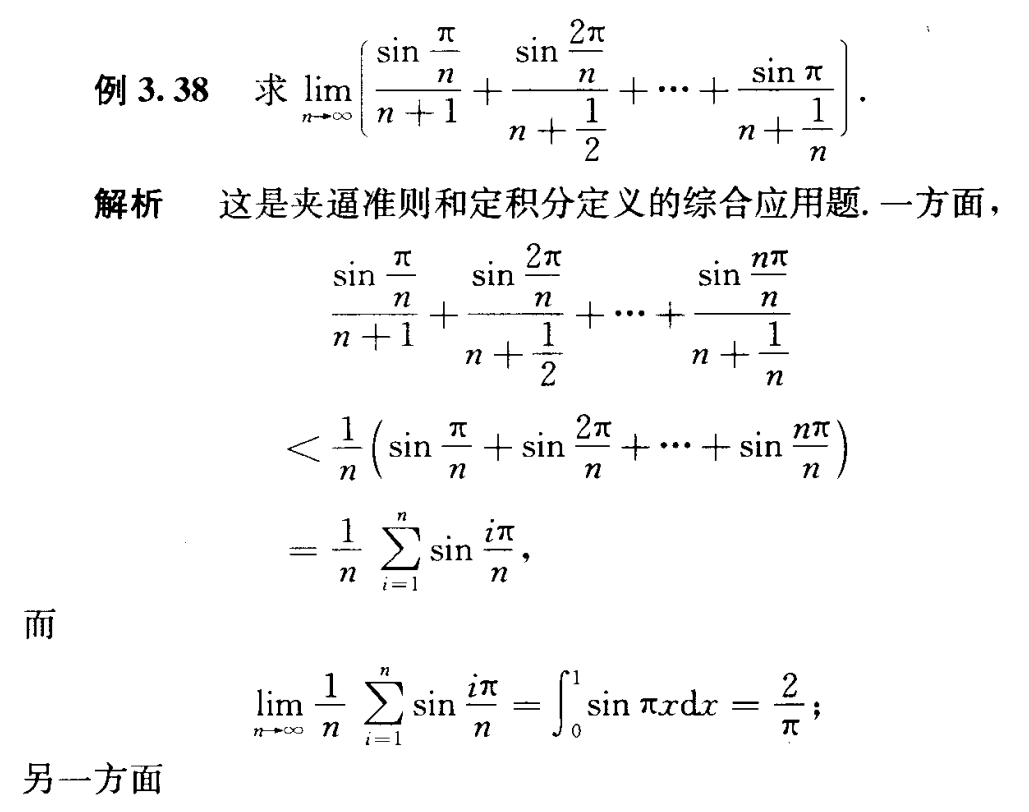 例 3.38 求 $\lim_{n\to\infty}\left[\frac{\sin\frac{\pi}{n}}{n+1}+\frac{\sin\frac{2\pi}{n}}{n+\frac{1}{2}}+\cdots+\frac{\sin\pi}{n+\frac{1}{n}}\right]$.
解析 这是夹逼准则和定积分定义的综合应用题.一方面，
$\frac{\sin\frac{\pi}{n}}{n+1}+\frac{\sin\frac{2\pi}{n}}{n+\frac{1}{2}}+\cdots+\frac{\sin\frac{n\pi}{n}}{n+\frac{1}{n}}$
$<\frac{1}{n}\left(\sin\frac{\pi}{n}+\sin\frac{2\pi}{n}+\cdots+\sin\frac{n\pi}{n}\right)$
$=\frac{1}{n}\sum_{i=1}^{n}\sin\frac{i\pi}{n}$，
而
$\lim_{n\to\infty}\frac{1}{n}\sum_{i=1}^{n}\sin\frac{i\pi}{n}=\int_{0}^{1}\sin\pi x\mathrm{d}x=\frac{2}{\pi}$；
另一方面